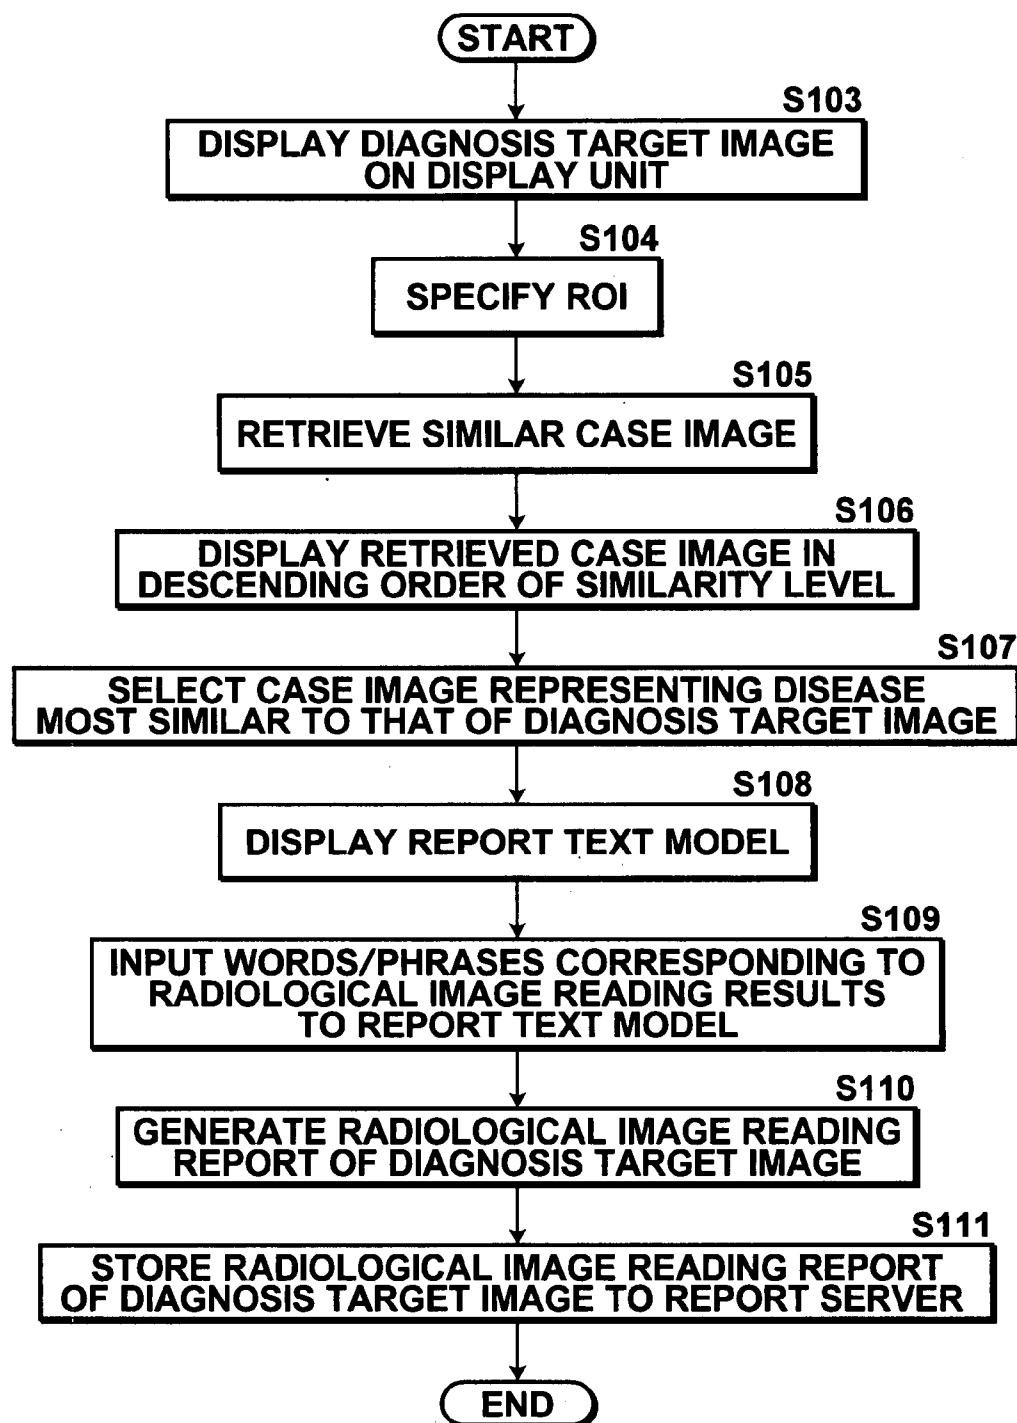 START
S103
DISPLAY DIAGNOSIS TARGET IMAGE
ON DISPLAY UNIT
S104
SPECIFY ROI
S105
RETRIEVE SIMILAR CASE IMAGE
S106
DISPLAY RETRIEVED CASE IMAGE IN
DESCENDING ORDER OF SIMILARITY LEVEL
S107
SELECT CASE IMAGE REPRESENTING DISEASE
MOST SIMILAR TO THAT OF DIAGNOSIS TARGET IMAGE
S108
DISPLAY REPORT TEXT MODEL
S109
INPUT WORDS/PHRASES CORRESPONDING TO
RADIOLOGICAL IMAGE READING RESULTS
TO REPORT TEXT MODEL
S110
GENERATE RADIOLOGICAL IMAGE READING
REPORT OF DIAGNOSIS TARGET IMAGE
S111
STORE RADIOLOGICAL IMAGE READING REPORT
OF DIAGNOSIS TARGET IMAGE TO REPORT SERVER
END